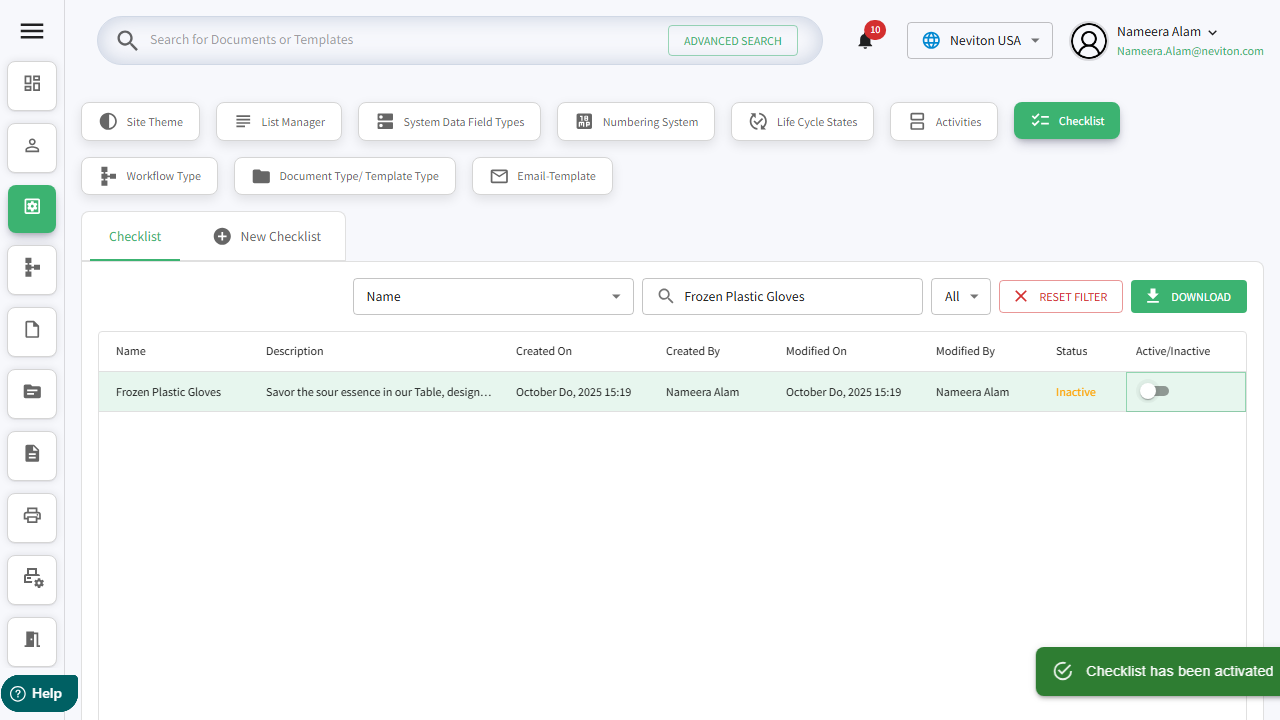 Search for Documents or Templates
ADVANCED SEARCH
10
Neviton USA
Nameera Alam
Nameera.Alam@neviton.com
Site Theme
List Manager
System Data Field Types
Numbering System
Life Cycle States
Activities
Checklist
Workflow Type
Document Type/ Template Type
Email-Template
Checklist
New Checklist
Name
Frozen Plastic Gloves
All
RESET FILTER
DOWNLOAD
Name Description Created On Created By Modified On Modified By Status Active/Inactive
Frozen Plastic Gloves Savor the sour essence in our Table, design... October Do, 2025 15:19 Nameera Alam October Do, 2025 15:19 Nameera Alam Inactive
Checklist has been activated
Help